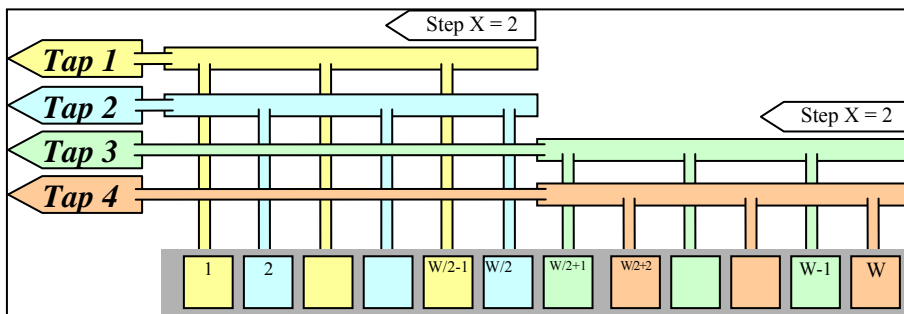 Step X = 2
Tap 1
Tap 2
Step X = 2
Tap 3
Tap 4
1 2 W/2-1 W/2 W/2+1 W/2+2 W-1 W